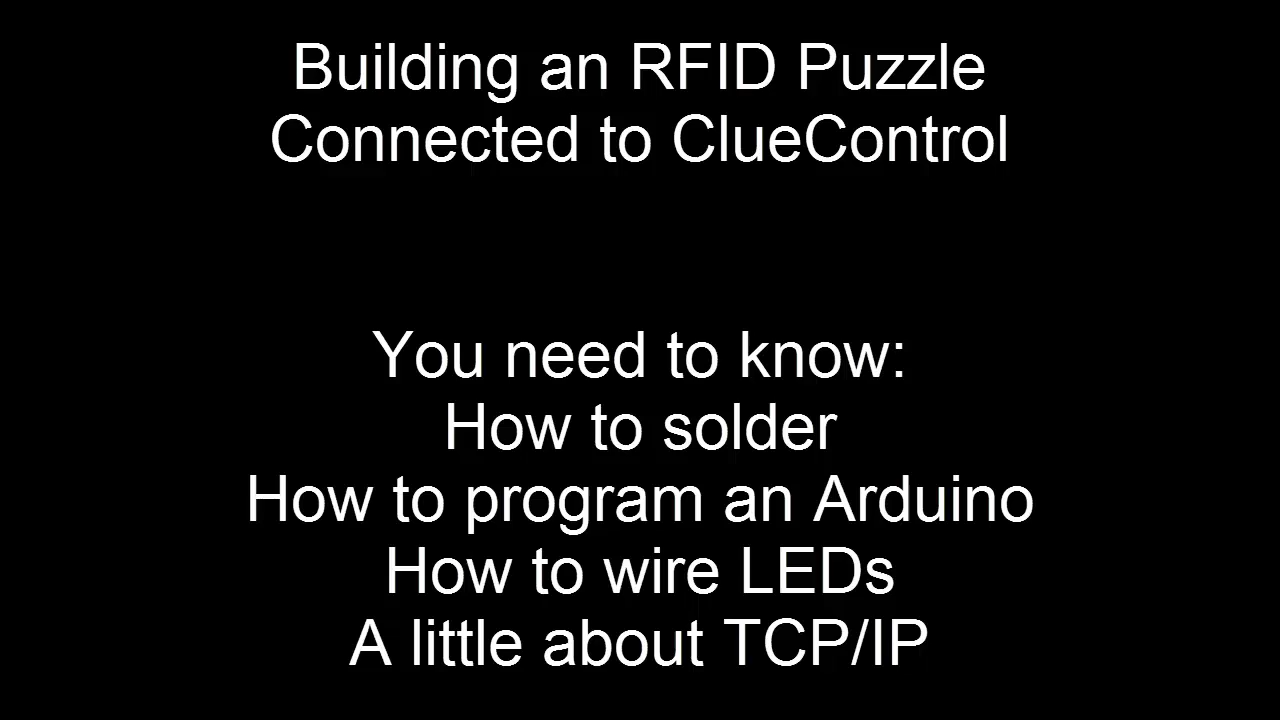 Building an RFID Puzzle
Connected to ClueControl
You need to know:
How to solder
How to program an Arduino
How to wire LEDs
A little about TCP/IP